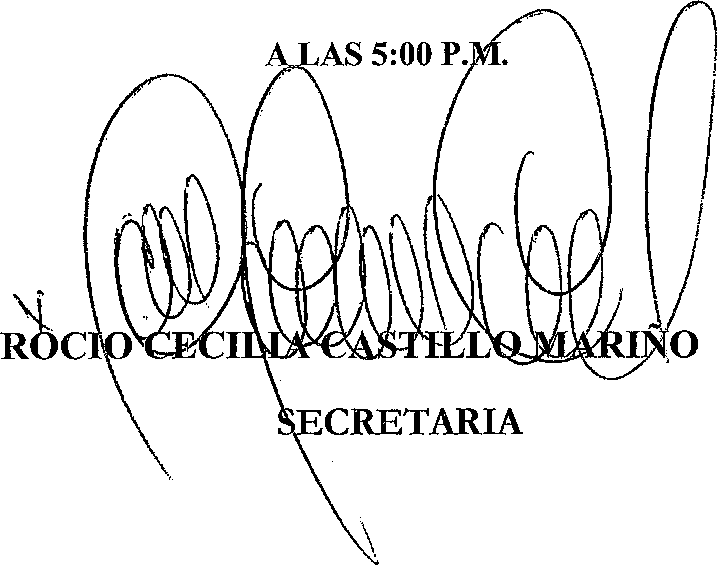 A LAS 5:00 P.M.
ROCIO CECILIA CASTILLO MARIÑO
SECRETARIA